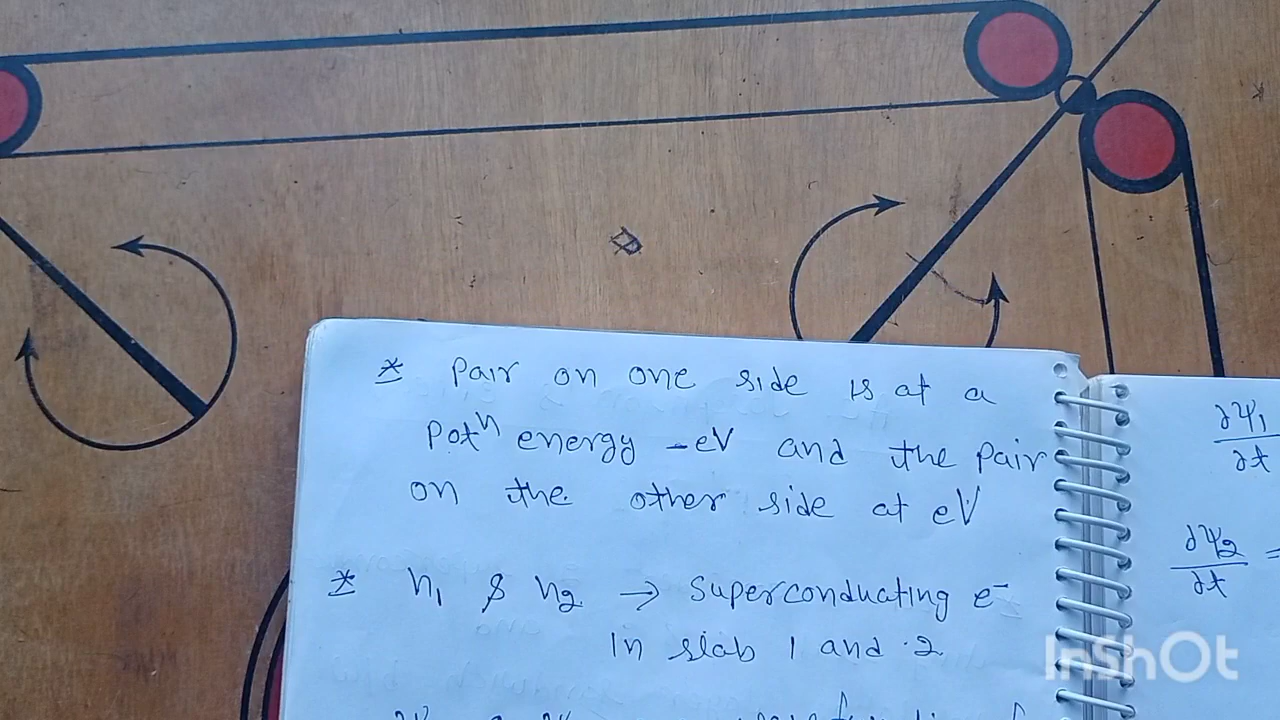 * Pair on one side is at a
potⁿ energy -eV and the pair
on the other side at eV
* n₁ & n₂ → Superconducting e⁻
in slab 1 and 2
∂ψ₁
∂t
∂ψ₂ =
∂t
InShOt